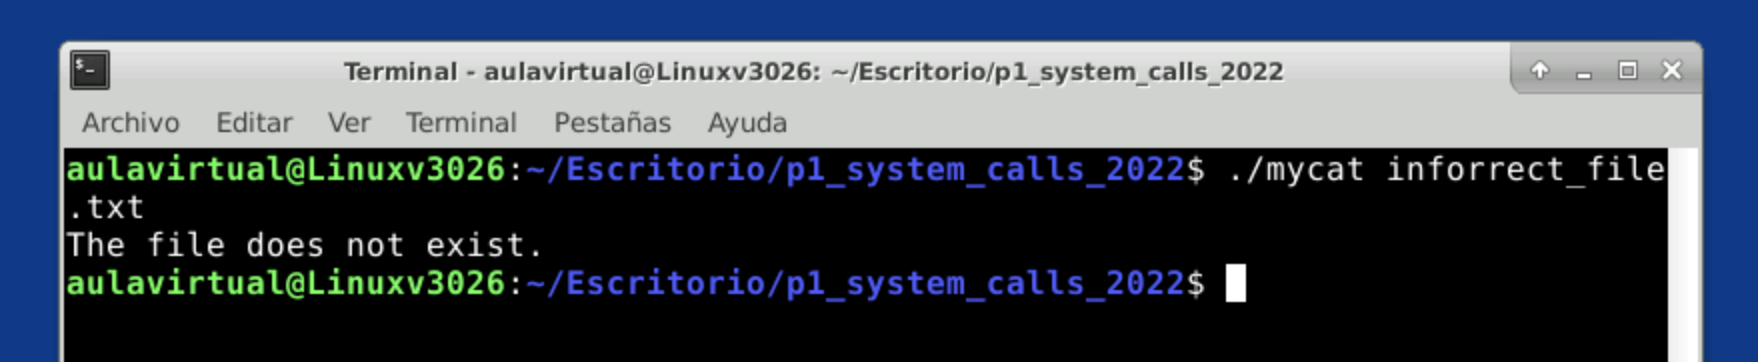 Terminal - aulavirtual@Linuxv3026: ~/Escritorio/p1_system_calls_2022
Archivo Editar Ver Terminal Pestañas Ayuda
aulavirtual@Linuxv3026:~/Escritorio/p1_system_calls_2022$ ./mycat inforrect_file
.txt
The file does not exist.
aulavirtual@Linuxv3026:~/Escritorio/p1_system_calls_2022$